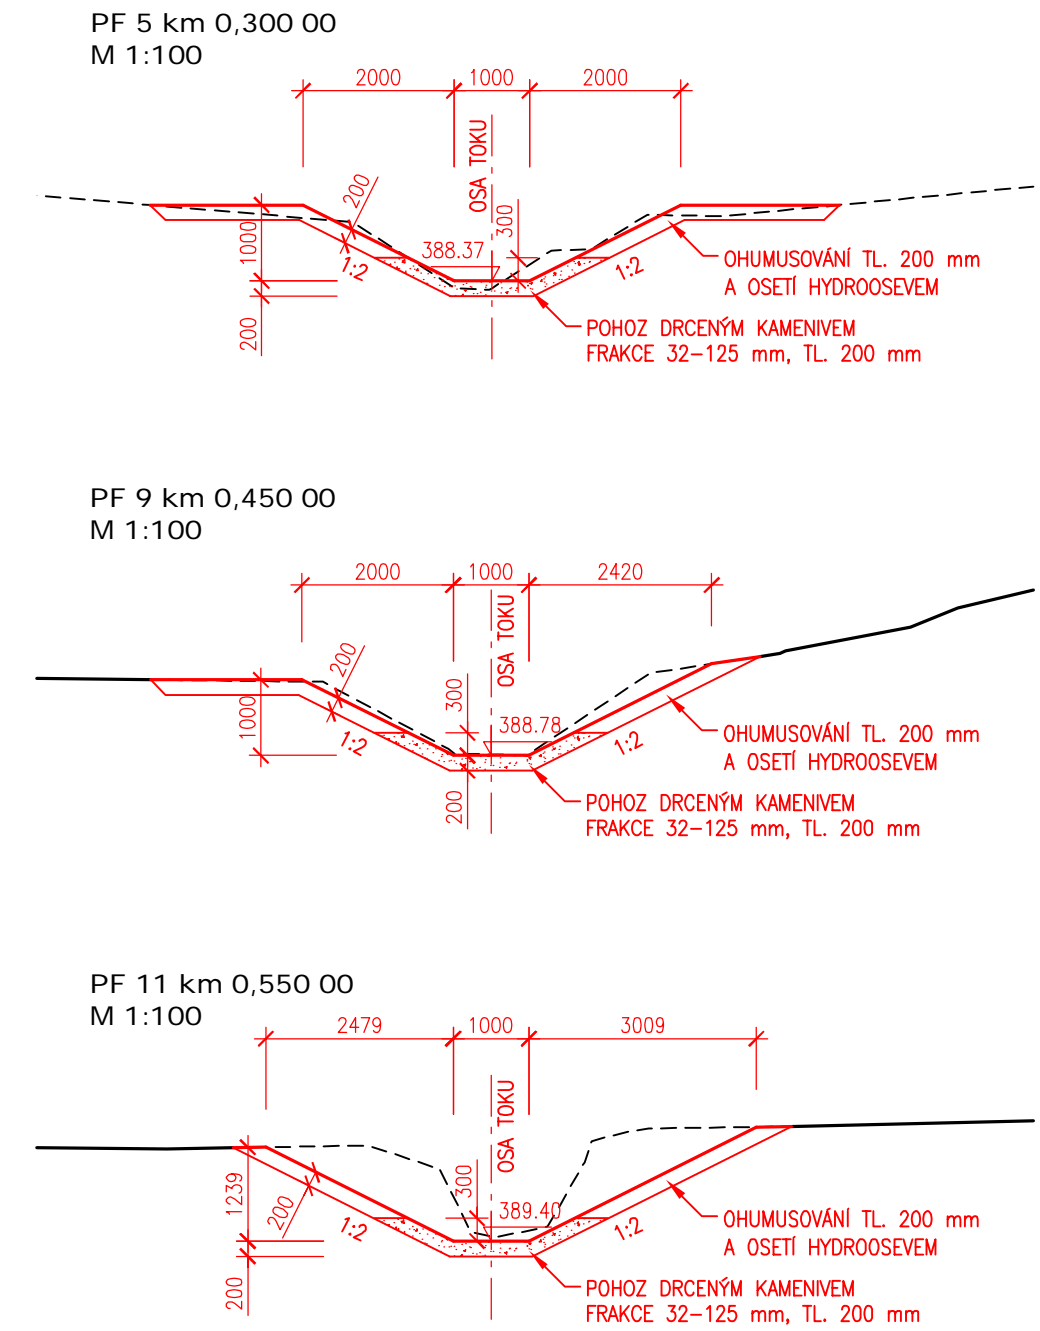 PF 5 km 0,300 00
M 1:100
2000 1000 2000
OSA TOKU
200
300
1000
388.37
1:2
1:2
200
OHUMUSOVÁNÍ TL. 200 mm
A OSETÍ HYDROOSEVEM
POHOZ DRCENÝM KAMENIVEM
FRAKCE 32-125 mm, TL. 200 mm
PF 9 km 0,450 00
M 1:100
2000 1000 2420
OSA TOKU
200
300
1000
388.78
1:2
1:2
200
OHUMUSOVÁNÍ TL. 200 mm
A OSETÍ HYDROOSEVEM
POHOZ DRCENÝM KAMENIVEM
FRAKCE 32-125 mm, TL. 200 mm
PF 11 km 0,550 00
M 1:100
2479 1000 3009
OSA TOKU
300
1239
200
389.40
1:2
1:2
200
OHUMUSOVÁNÍ TL. 200 mm
A OSETÍ HYDROOSEVEM
POHOZ DRCENÝM KAMENIVEM
FRAKCE 32-125 mm, TL. 200 mm